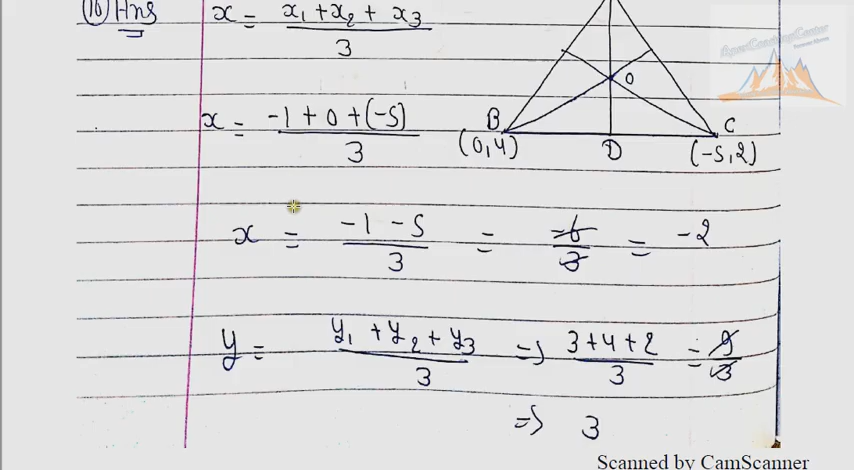 (16) Ans
x = x₁ + x₂ + x₃ / 3
O
x = -1 + 0 + (-5) / 3
B
(0,4)
D
C
(-5,2)
x = -1 - 5 / 3 = -6 / 3 = -2
y = y₁ + y₂ + y₃ / 3 ⇒ 3+4+2 / 3 = 9 / 3
⇒ 3
Scanned by CamScanner